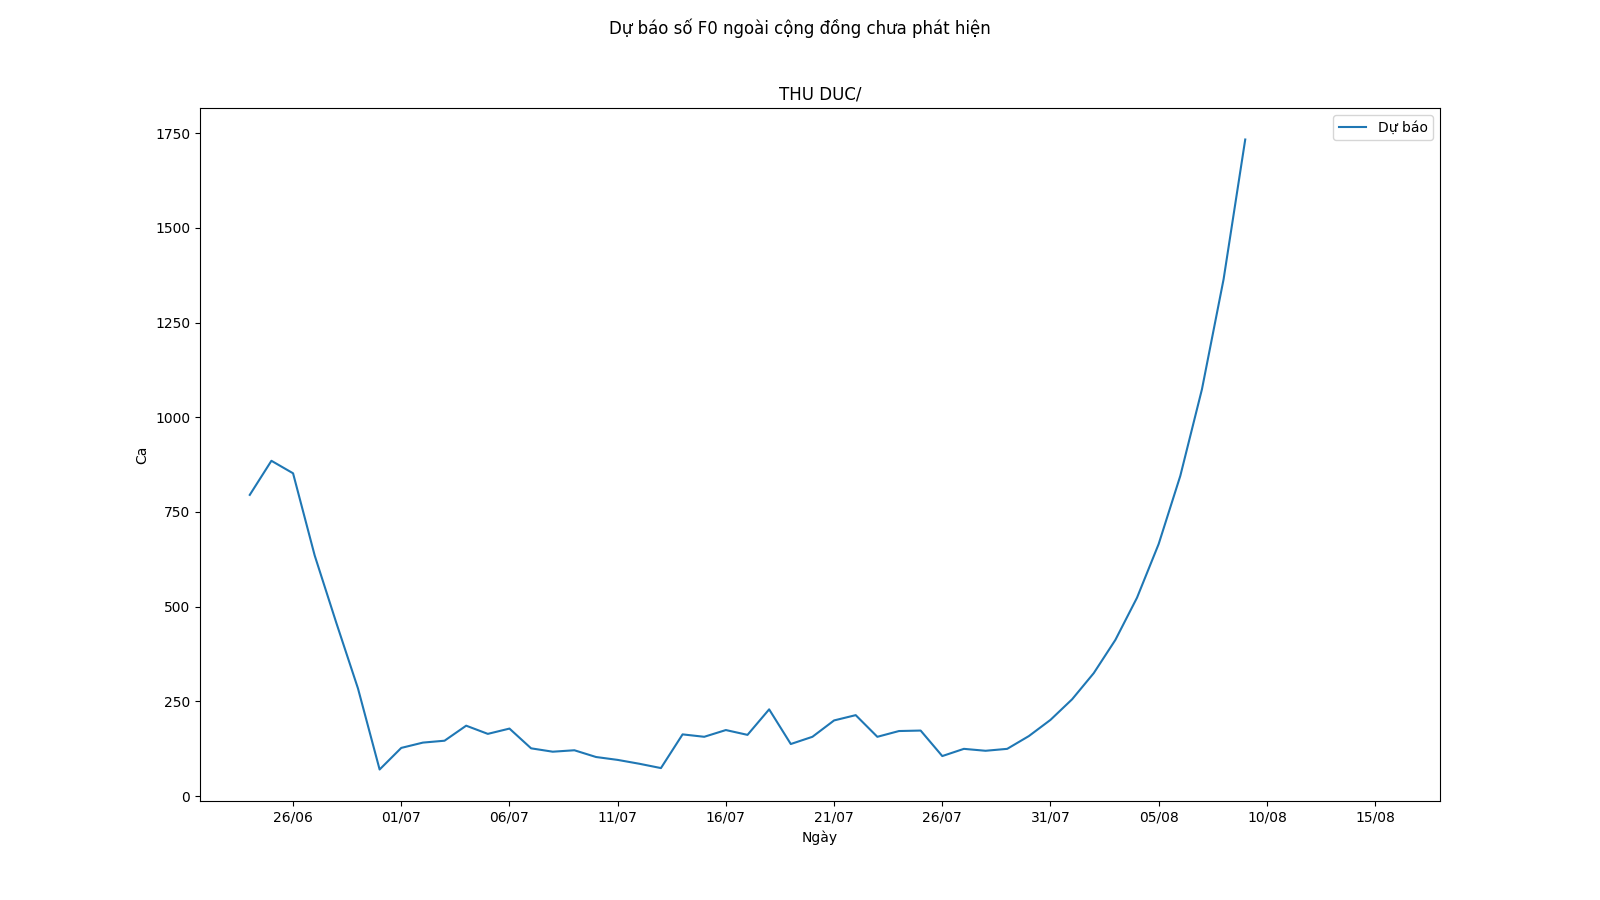 Dự báo số F0 ngoài cộng đồng chưa phát hiện
THU DUC/
Dự báo
1750
1500
1250
1000
750
500
250
0
Ca
26/06 01/07 06/07 11/07 16/07 21/07 26/07 31/07 05/08 10/08 15/08
Ngày